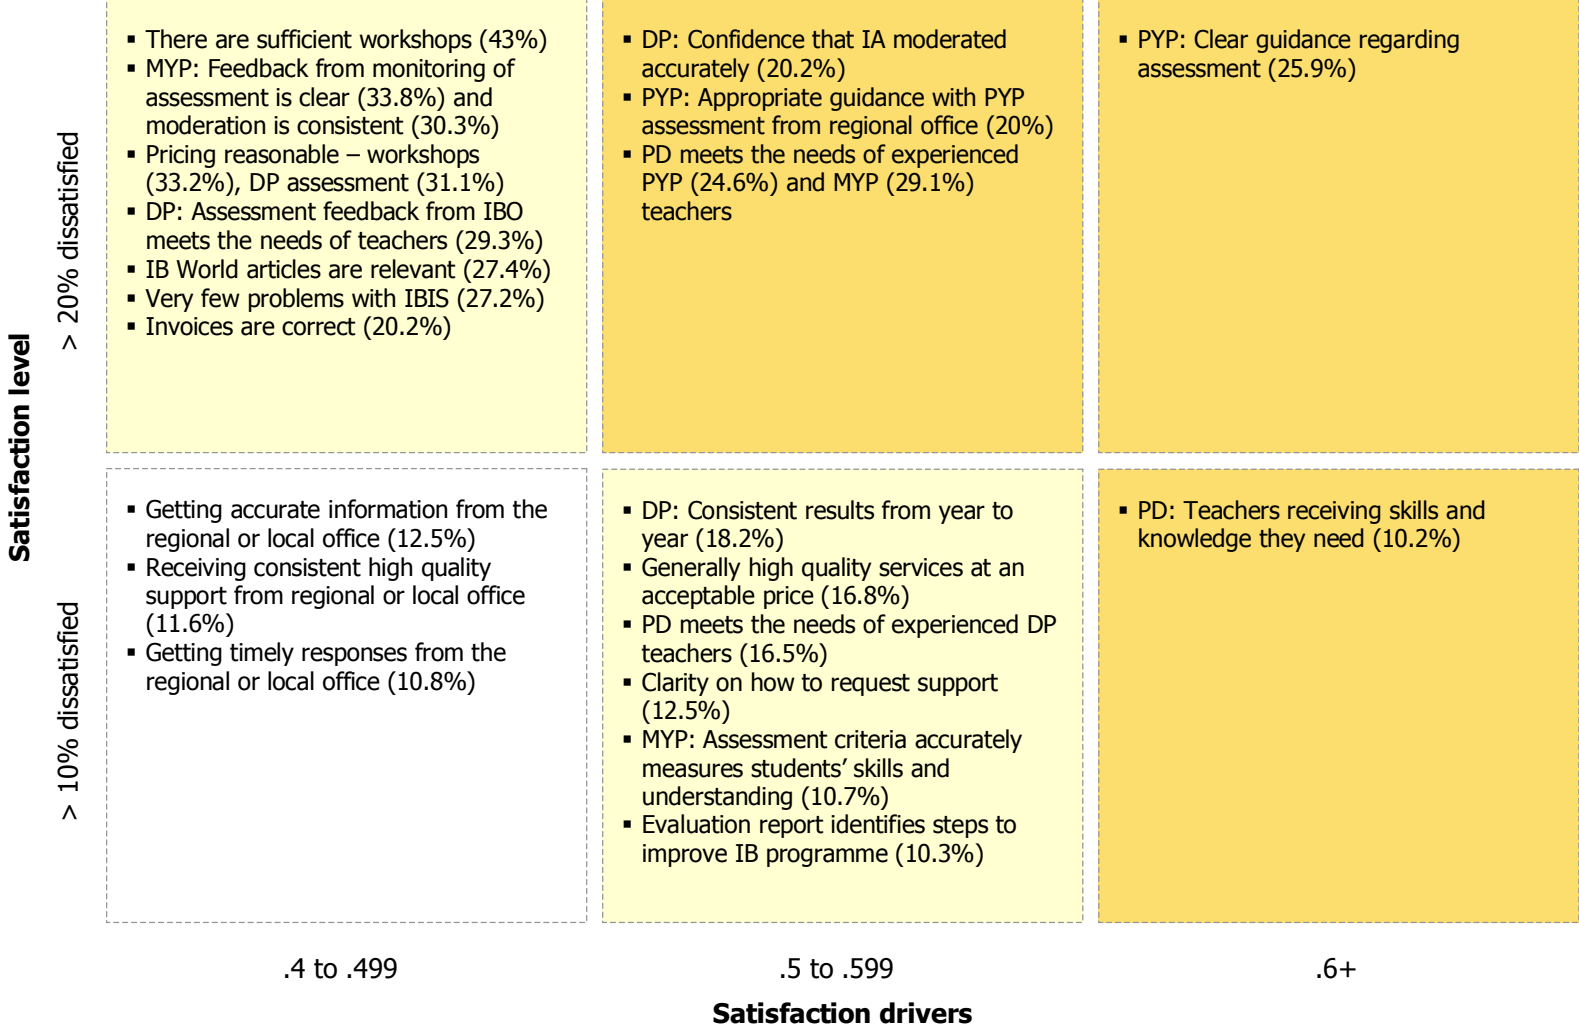 Satisfaction level
> 20% dissatisfied
▪ There are sufficient workshops (43%)
▪ MYP: Feedback from monitoring of
assessment is clear (33.8%) and
moderation is consistent (30.3%)
▪ Pricing reasonable – workshops
(33.2%), DP assessment (31.1%)
▪ DP: Assessment feedback from IBO
meets the needs of teachers (29.3%)
▪ IB World articles are relevant (27.4%)
▪ Very few problems with IBIS (27.2%)
▪ Invoices are correct (20.2%)
▪ DP: Confidence that IA moderated
accurately (20.2%)
▪ PYP: Appropriate guidance with PYP
assessment from regional office (20%)
▪ PD meets the needs of experienced
PYP (24.6%) and MYP (29.1%)
teachers
▪ PYP: Clear guidance regarding
assessment (25.9%)
> 10% dissatisfied
▪ Getting accurate information from the
regional or local office (12.5%)
▪ Receiving consistent high quality
support from regional or local office
(11.6%)
▪ Getting timely responses from the
regional or local office (10.8%)
▪ DP: Consistent results from year to
year (18.2%)
▪ Generally high quality services at an
acceptable price (16.8%)
▪ PD meets the needs of experienced DP
teachers (16.5%)
▪ Clarity on how to request support
(12.5%)
▪ MYP: Assessment criteria accurately
measures students’ skills and
understanding (10.7%)
▪ Evaluation report identifies steps to
improve IB programme (10.3%)
▪ PD: Teachers receiving skills and
knowledge they need (10.2%)
.4 to .499
.5 to .599
.6+
Satisfaction drivers